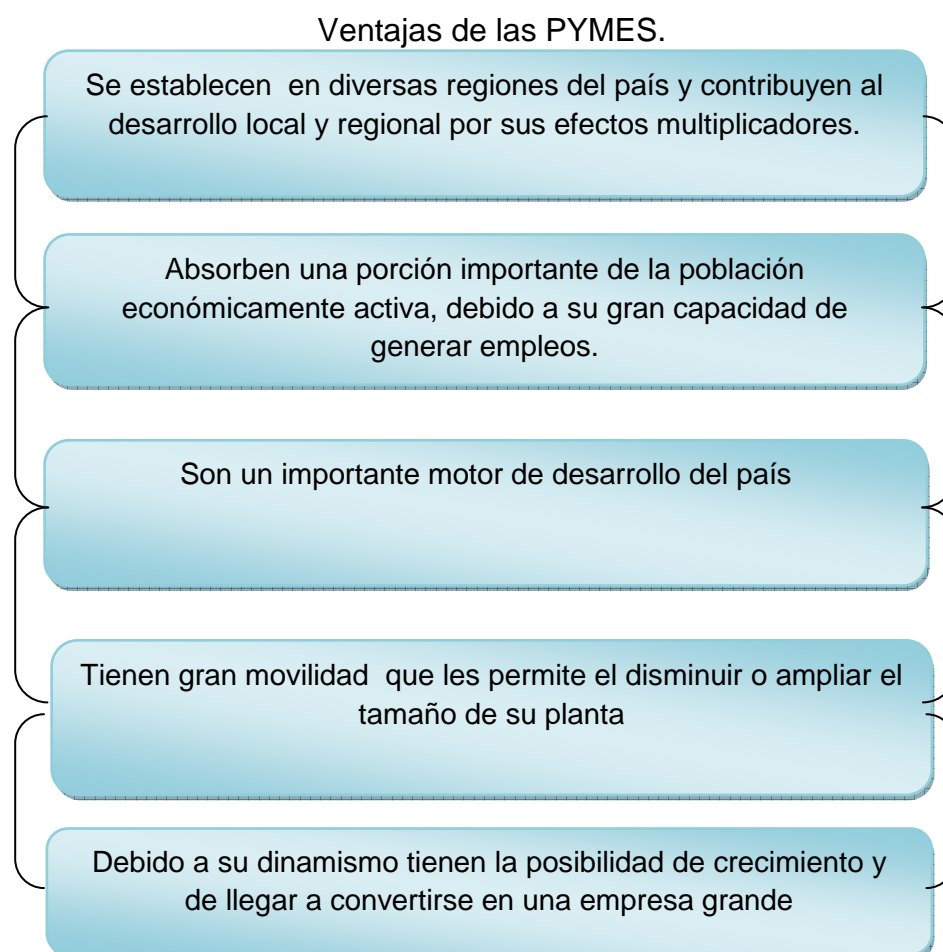 Ventajas de las PYMES.
Se establecen  en diversas regiones del país y contribuyen al
desarrollo local y regional por sus efectos multiplicadores.
Absorben una porción importante de la población
económicamente activa, debido a su gran capacidad de
generar empleos.
Son un importante motor de desarrollo del país
Tienen gran movilidad  que les permite el disminuir o ampliar el
tamaño de su planta
Debido a su dinamismo tienen la posibilidad de crecimiento y
de llegar a convertirse en una empresa grande